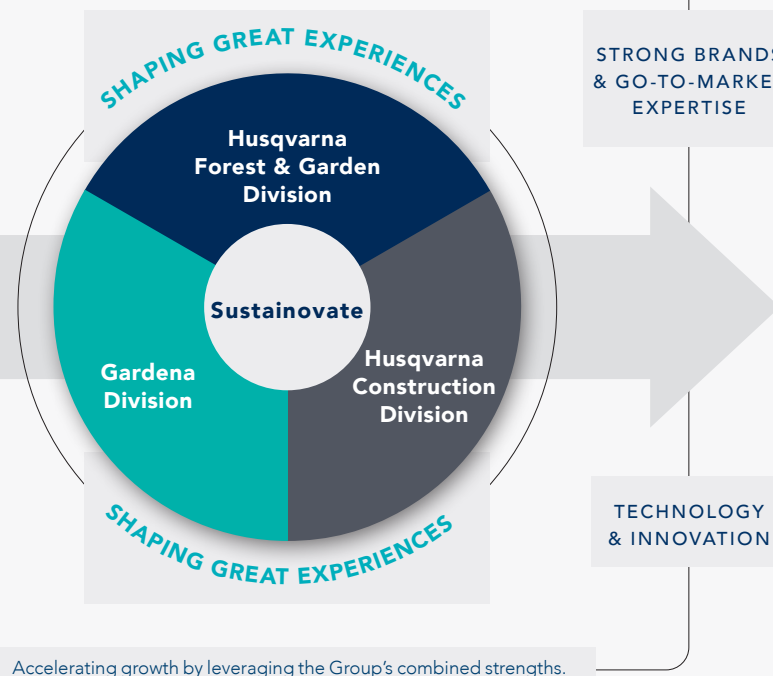 SHAPING GREAT EXPERIENCES
Husqvarna
Forest & Garden
Division
Sustainovate
Gardena
Division
Husqvarna
Construction
Division
SHAPING GREAT EXPERIENCES
STRONG BRANDS
& GO-TO-MARKE
EXPERTISE
TECHNOLOGY
& INNOVATION
Accelerating growth by leveraging the Group's combined strengths.